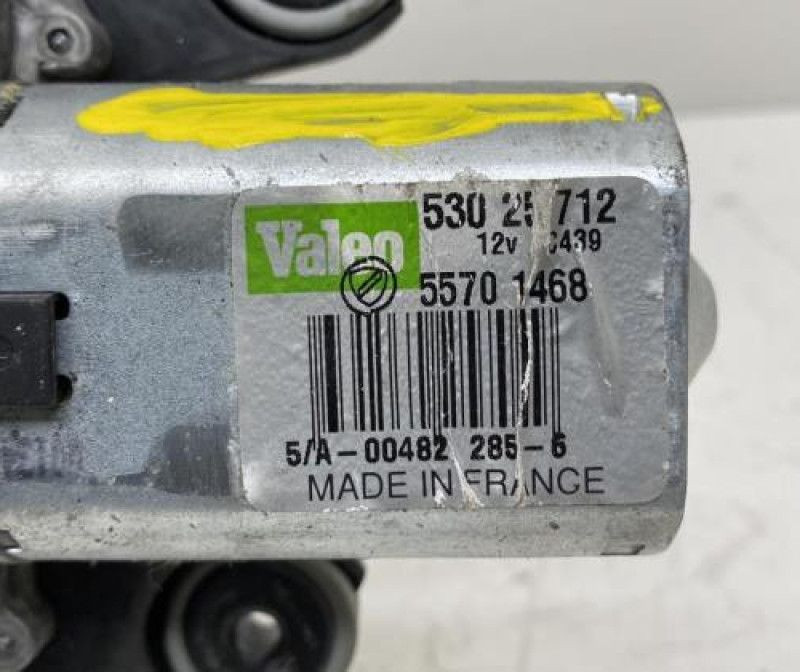 Valeo
530 25 712
12v
5570 1468
5/A-00482 285-6
MADE IN FRANCE